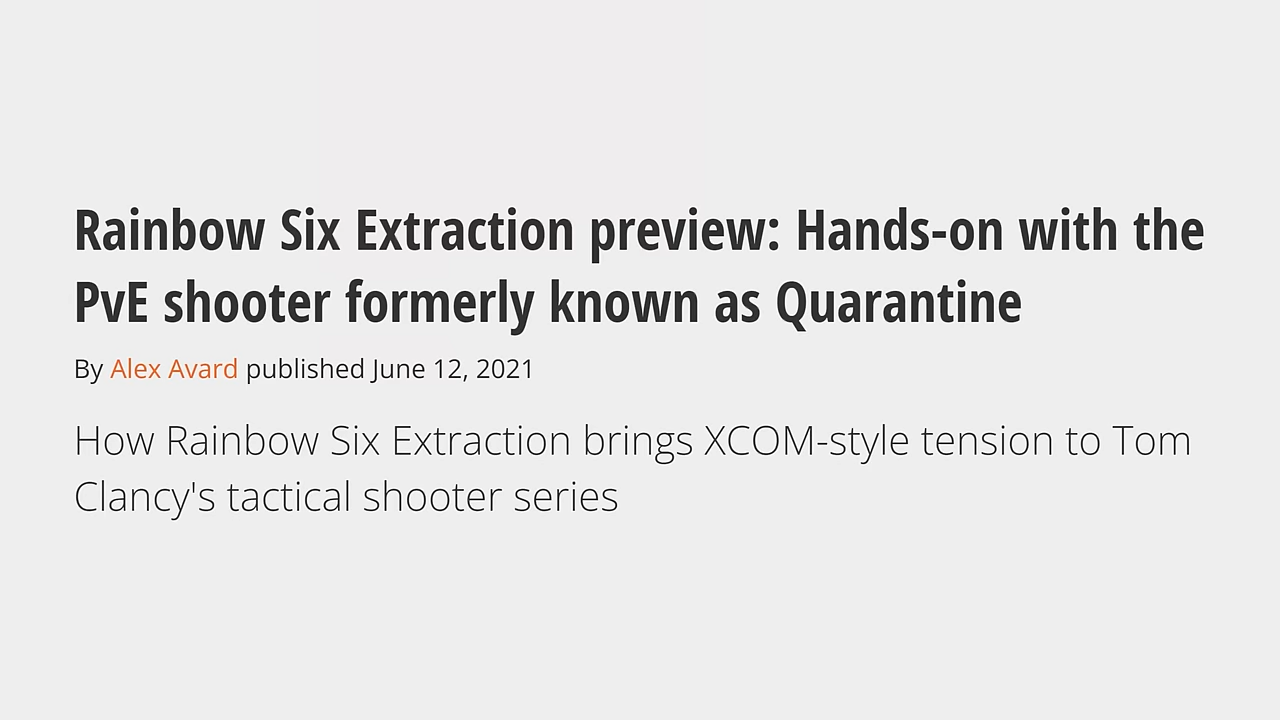 Rainbow Six Extraction preview: Hands-on with the
PvE shooter formerly known as Quarantine
By Alex Avard published June 12, 2021
How Rainbow Six Extraction brings XCOM-style tension to Tom
Clancy's tactical shooter series